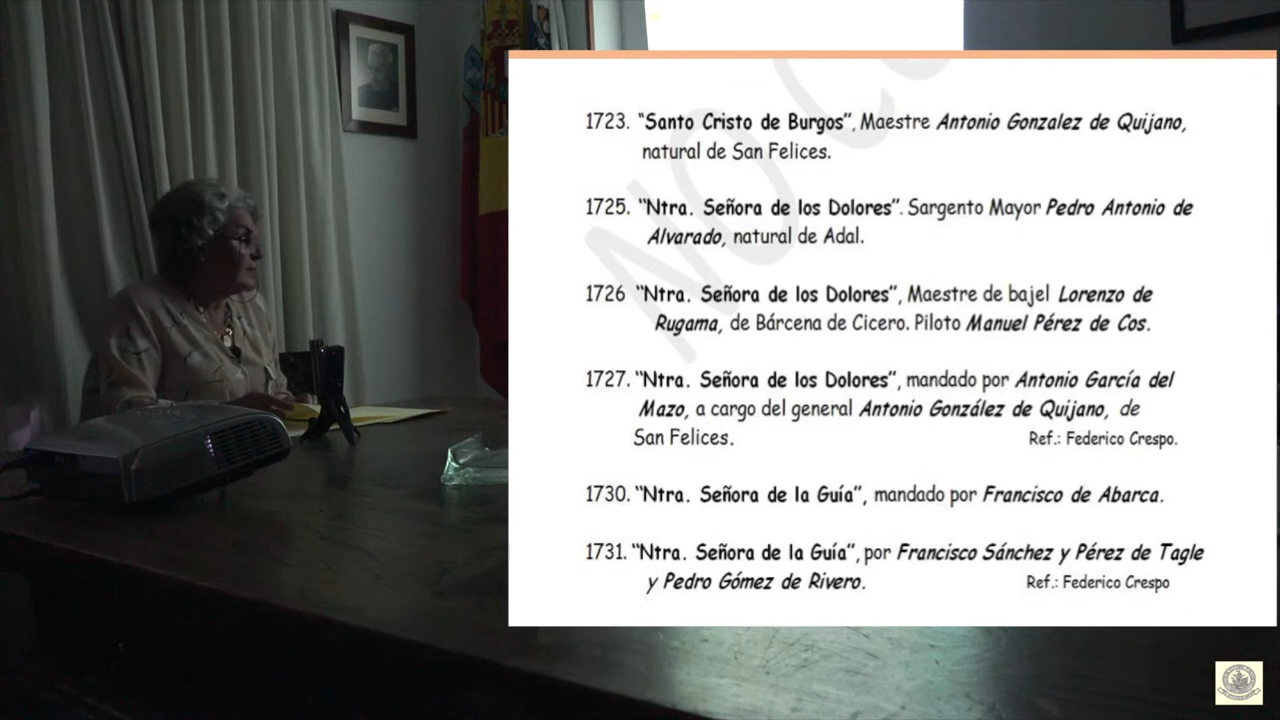 NO CO
1723. “Santo Cristo de Burgos”, Maestre Antonio Gonzalez de Quijano,
natural de San Felices.
1725. “Ntra. Señora de los Dolores”. Sargento Mayor Pedro Antonio de
Alvarado, natural de Adal.
1726 “Ntra. Señora de los Dolores”, Maestre de bajel Lorenzo de
Rugama, de Bárcena de Cicero. Piloto Manuel Pérez de Cos.
1727. “Ntra. Señora de los Dolores”, mandado por Antonio García del
Mazo, a cargo del general Antonio González de Quijano, de
San Felices. Ref.: Federico Crespo.
1730. “Ntra. Señora de la Guía”, mandado por Francisco de Abarca.
1731. “Ntra. Señora de la Guía”, por Francisco Sánchez y Pérez de Tagle
y Pedro Gómez de Rivero. Ref.: Federico Crespo